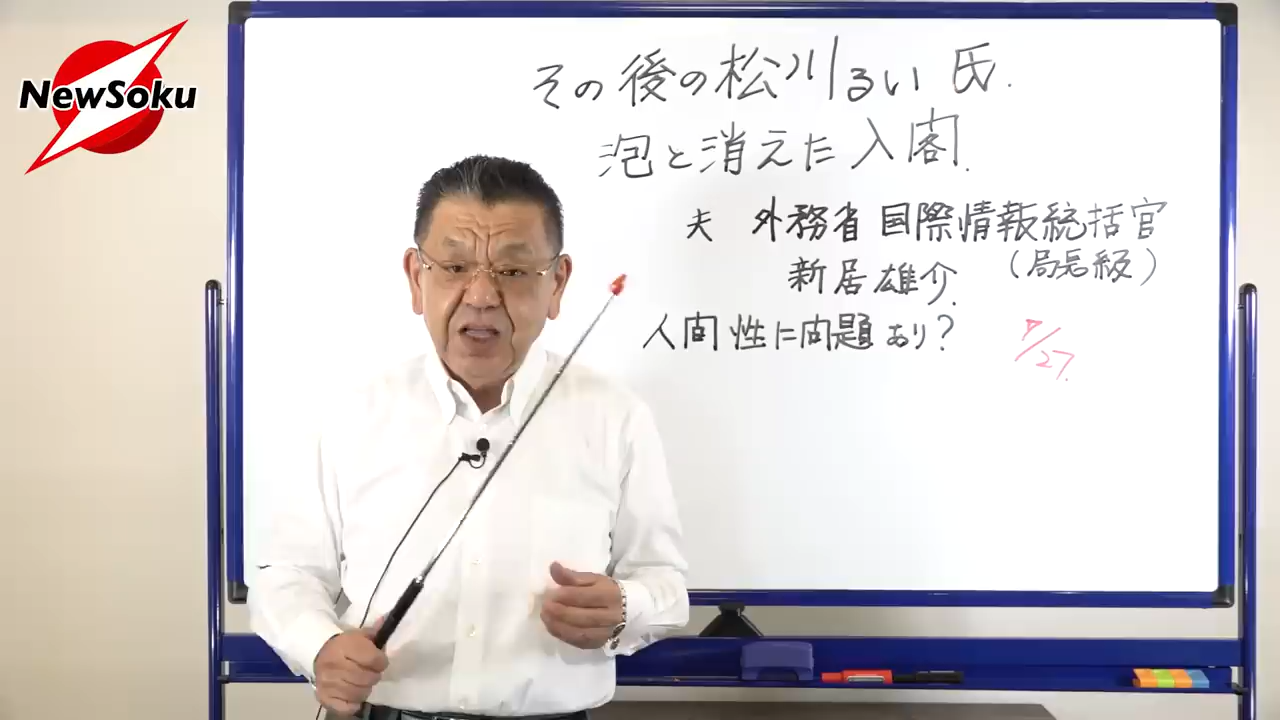 NewSoku
その後の松川るい氏.
泡と消えた入閣.
夫 外務省 国際情報統括官
(局長級)
新居雄介.
人間性に問題あり?
9/27.